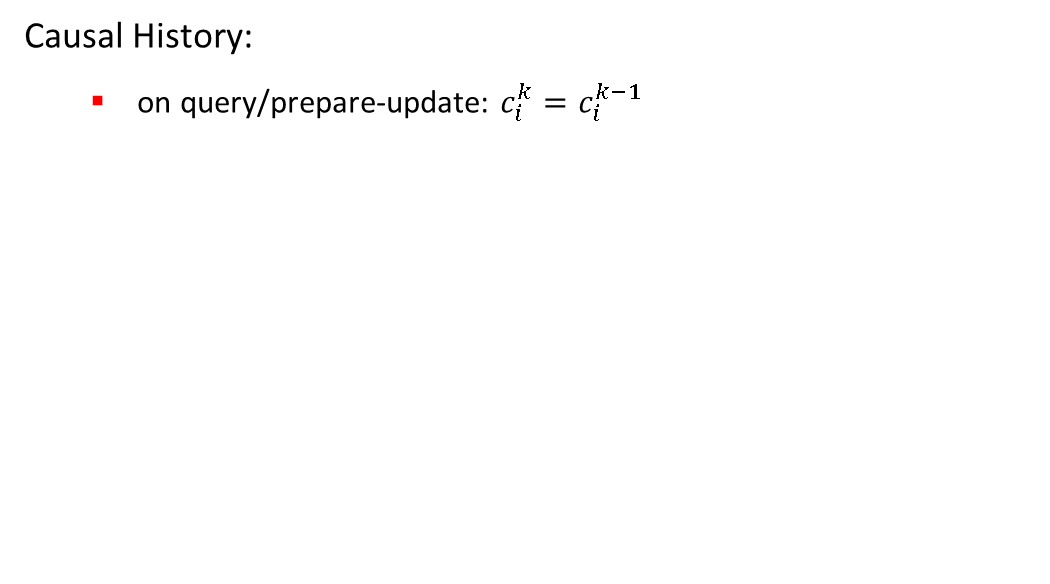 Causal History:
▪ on query/prepare-update: $c_i^k = c_i^{k-1}$